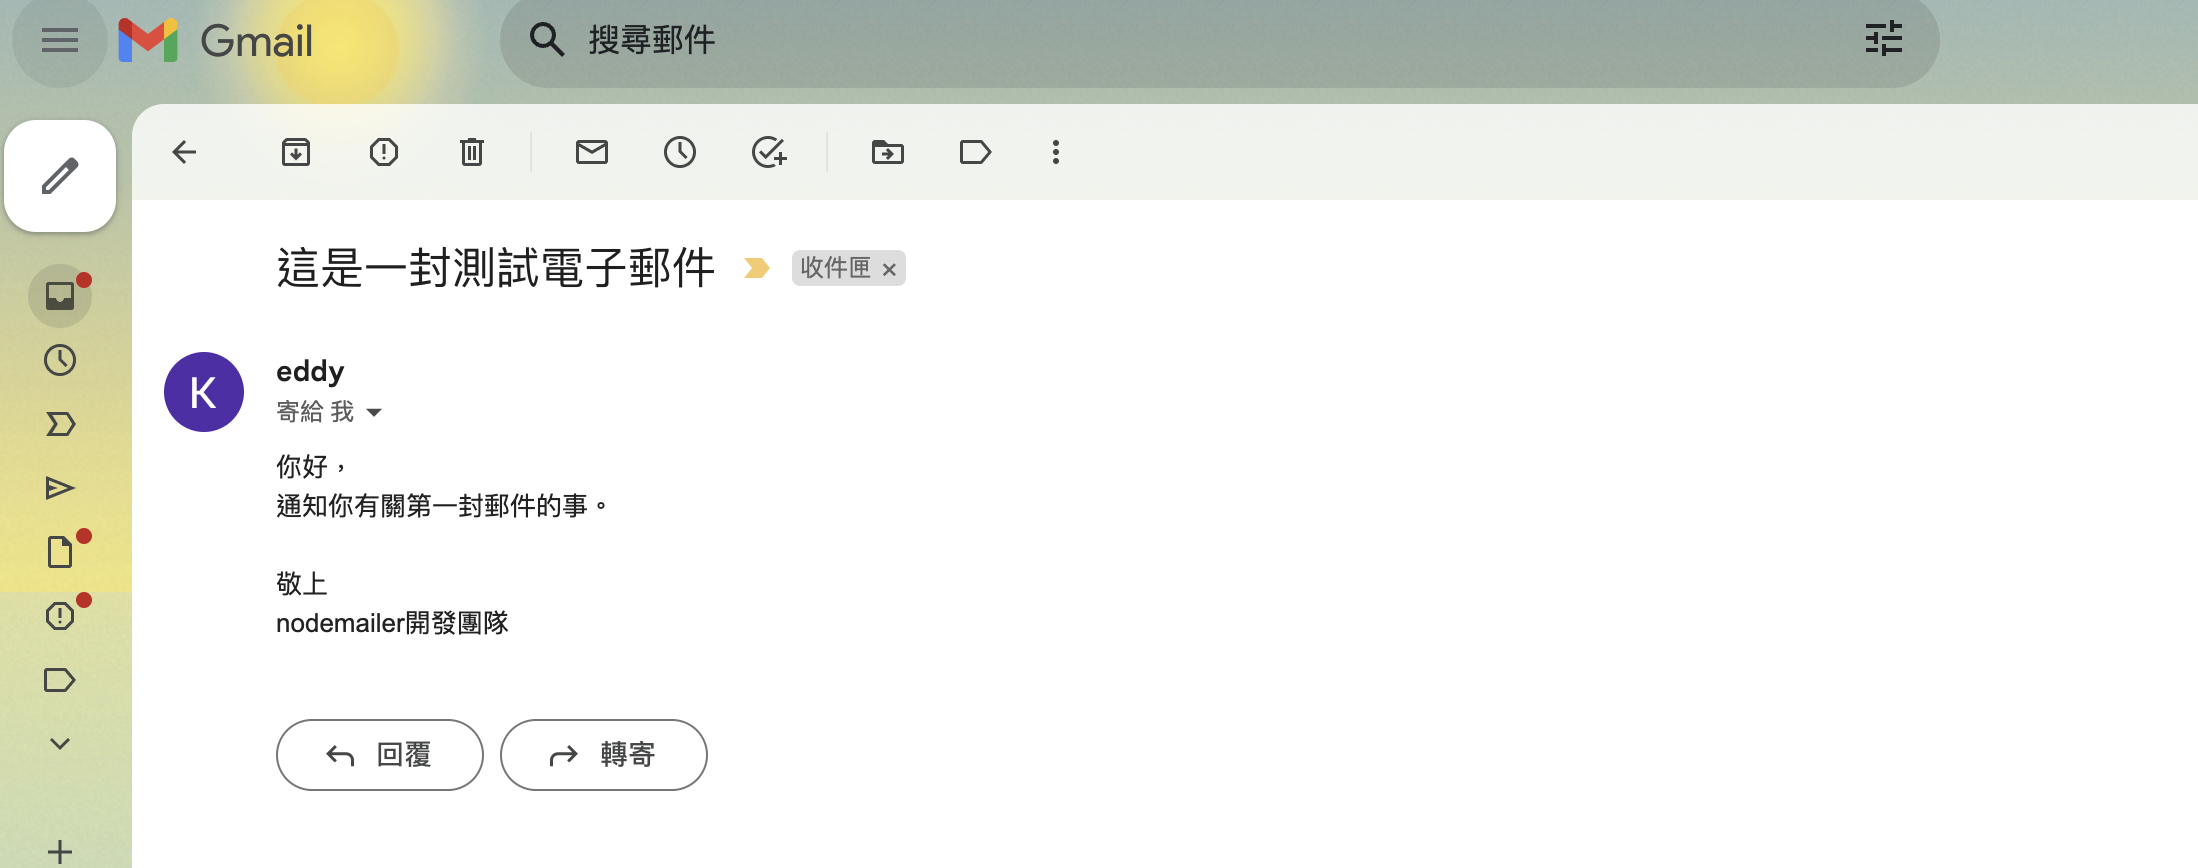 Gmail
搜尋郵件
這是一封測試電子郵件
收件匣 ×
K
eddy
寄給 我
你好，
通知你有關第一封郵件的事。
敬上
nodemailer開發團隊
回覆
轉寄